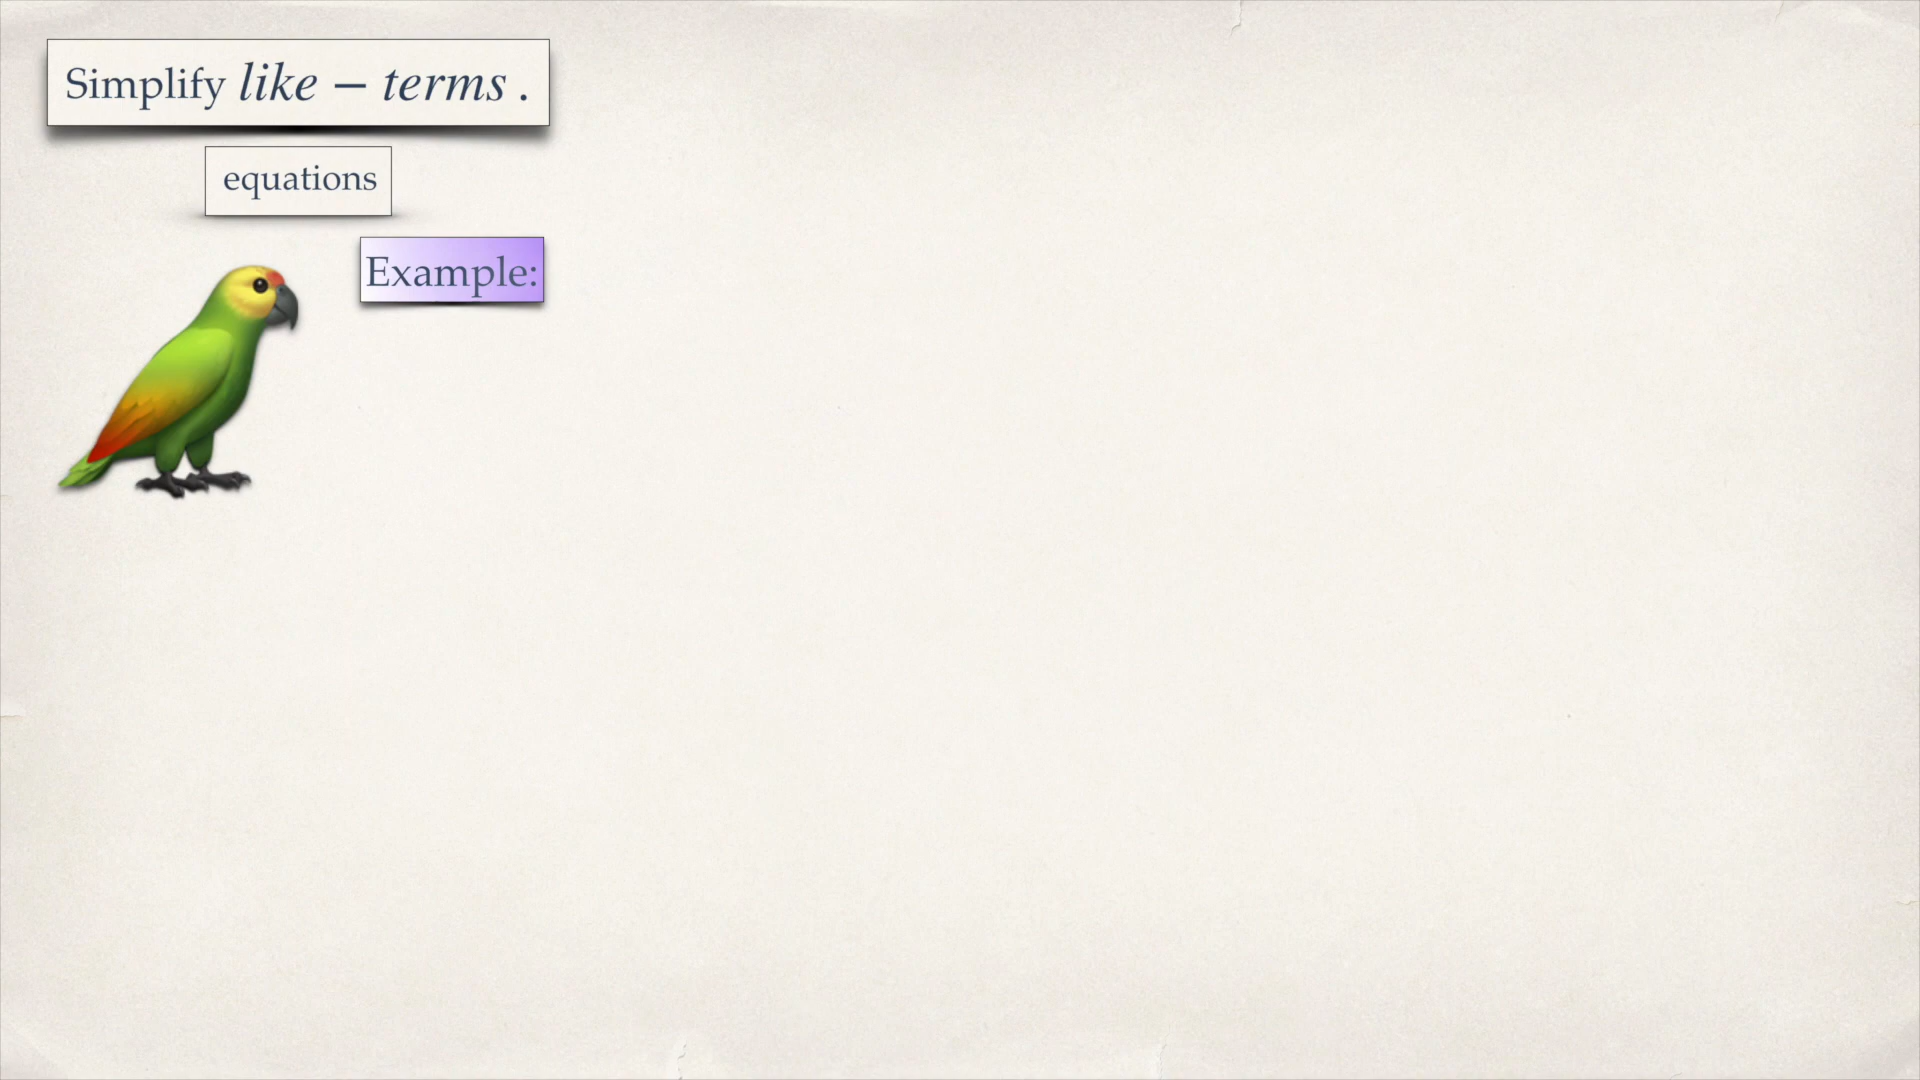 Simplify like – terms .
equations
Example: